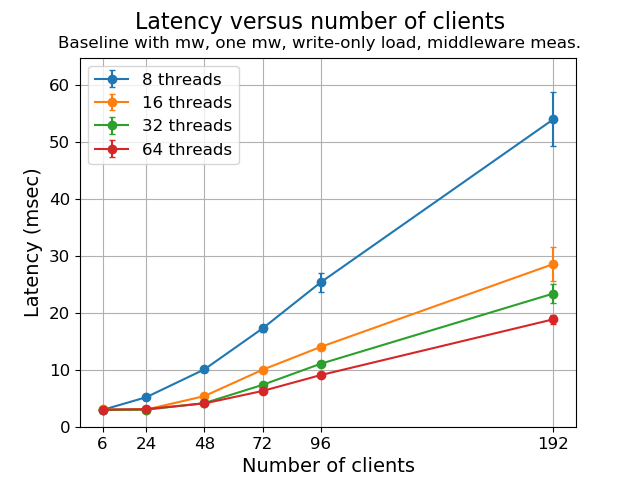 Latency versus number of clients
Baseline with mw, one mw, write-only load, middleware meas.
8 threads
16 threads
32 threads
64 threads
Latency (msec)
60
50
40
30
20
10
0
6 24 48 72 96 192
Number of clients